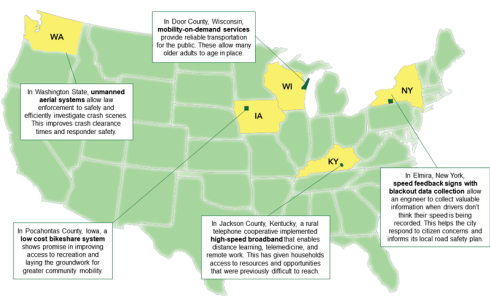 WA
In Door County, Wisconsin,
mobility-on-demand services
provide reliable transportation
for the public. These allow many
older adults to age in place.
WI
NY
In Washington State, unmanned
aerial systems allow law
enforcement to safely and
efficiently investigate crash scenes.
This improves crash clearance
times and responder safety.
IA
KY
In Elmira, New York,
speed feedback signs with
blackout data collection allow
an engineer to collect valuable
information when drivers don't
think their speed is being
recorded. This helps the city
respond to citizen concerns and
informs its local road safety plan.
In Pocahontas County, Iowa, a
low cost bikeshare system
shows promise in improving
access to recreation and
laying the groundwork for
greater community mobility.
In Jackson County, Kentucky, a rural
telephone cooperative implemented
high-speed broadband that enables
distance learning, telemedicine, and
remote work. This has given households
access to resources and opportunities
that were previously difficult to reach.